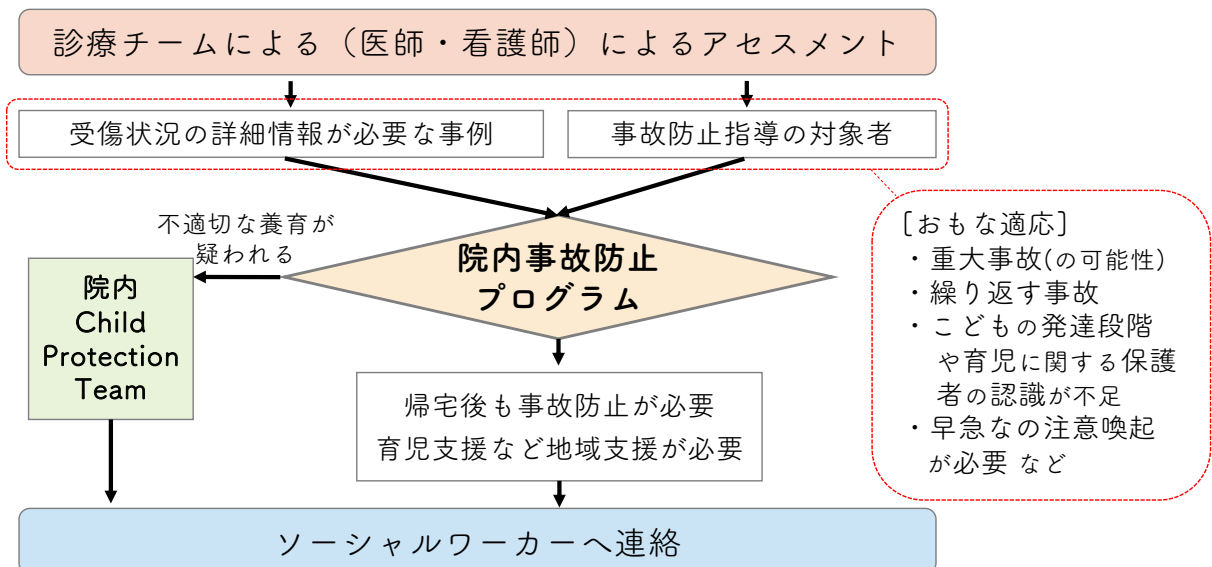 診療チームによる（医師・看護師）によるアセスメント
受傷状況の詳細情報が必要な事例
事故防止指導の対象者
不適切な養育が
疑われる
院内事故防止
プログラム
院内
Child
Protection
Team
［おもな適応］
・重大事故(の可能性)
・繰り返す事故
・こどもの発達段階
や育児に関する保護
者の認識が不足
・早急なの注意喚起
が必要 など
帰宅後も事故防止が必要
育児支援など地域支援が必要
ソーシャルワーカーへ連絡